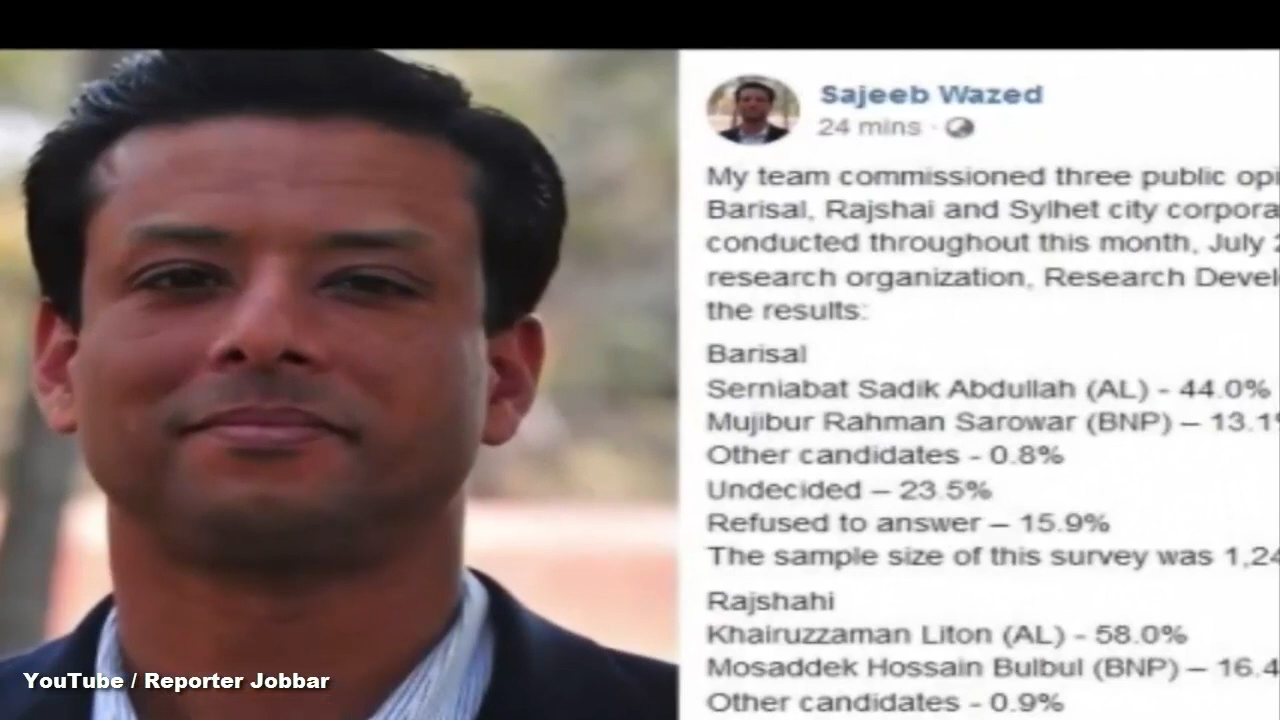 Sajeeb Wazed
24 mins ·
My team commissioned three public opi
Barisal, Rajshai and Sylhet city corpora
conducted throughout this month, July
research organization, Research Devel
the results:
Barisal
Serniabat Sadik Abdullah (AL) - 44.0%
Mujibur Rahman Sarowar (BNP) – 13.1%
Other candidates - 0.8%
Undecided – 23.5%
Refused to answer – 15.9%
The sample size of this survey was 1,24
Rajshahi
Khairuzzaman Liton (AL) - 58.0%
Mosaddek Hossain Bulbul (BNP) – 16.4
Other candidates - 0.9%
YouTube / Reporter Jobbar